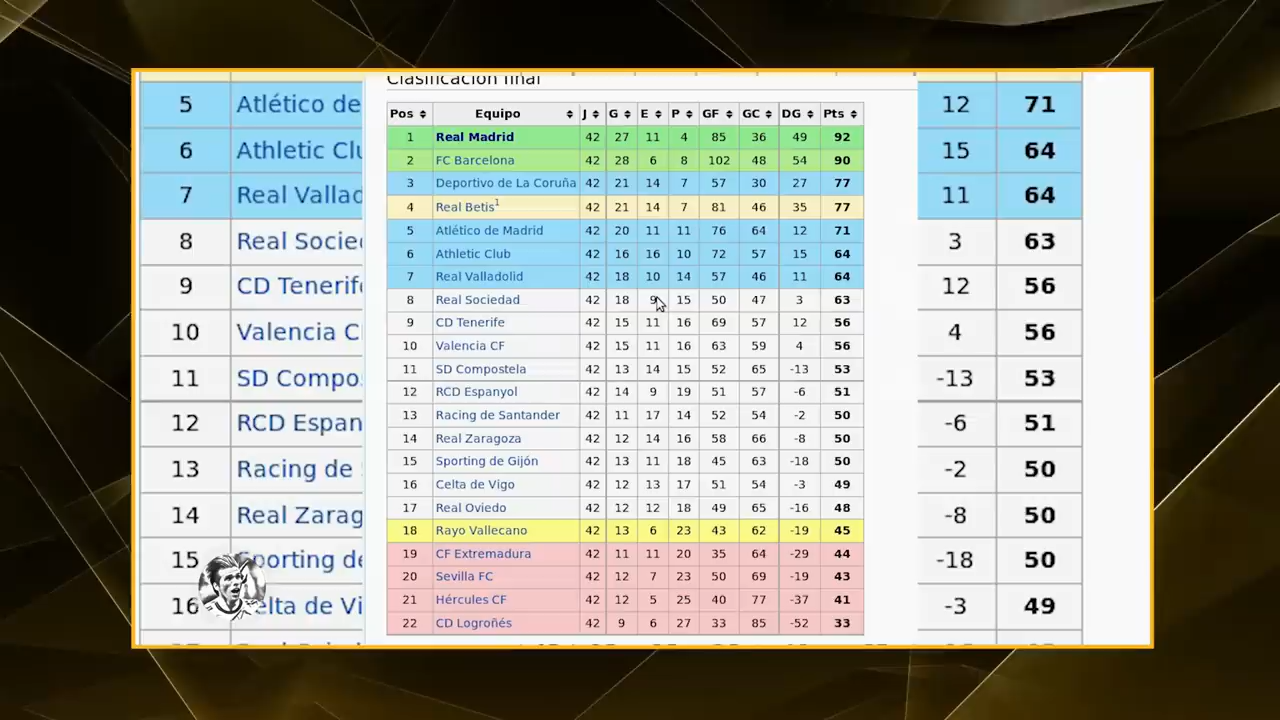 Clasificación final
Pos Equipo J G E P GF GC DG Pts
1 Real Madrid 42 27 11 4 85 36 49 92
2 FC Barcelona 42 28 6 8 102 48 54 90
3 Deportivo de La Coruña 42 21 14 7 57 30 27 77
4 Real Betis1 42 21 14 7 81 46 35 77
5 Atlético de Madrid 42 20 11 11 76 64 12 71
6 Athletic Club 42 16 16 10 72 57 15 64
7 Real Valladolid 42 18 10 14 57 46 11 64
8 Real Sociedad 42 18 9 15 50 47 3 63
9 CD Tenerife 42 15 11 16 69 57 12 56
10 Valencia CF 42 15 11 16 63 59 4 56
11 SD Compostela 42 13 14 15 52 65 -13 53
12 RCD Espanyol 42 14 9 19 51 57 -6 51
13 Racing de Santander 42 11 17 14 52 54 -2 50
14 Real Zaragoza 42 12 14 16 58 66 -8 50
15 Sporting de Gijón 42 13 11 18 45 63 -18 50
16 Celta de Vigo 42 12 13 17 51 54 -3 49
17 Real Oviedo 42 12 12 18 49 65 -16 48
18 Rayo Vallecano 42 13 6 23 43 62 -19 45
19 CF Extremadura 42 11 11 20 35 64 -29 44
20 Sevilla FC 42 12 7 23 50 69 -19 43
21 Hércules CF 42 12 5 25 40 77 -37 41
22 CD Logroñés 42 9 6 27 33 85 -52 33
5 Atlético de 12 71
6 Athletic Clu 15 64
7 Real Vallad 11 64
8 Real Socied 3 63
9 CD Tenerife 12 56
10 Valencia C 4 56
11 SD Compos -13 53
12 RCD Espan -6 51
13 Racing de -2 50
14 Real Zarag -8 50
15 Sporting de -18 50
16 Celta de Vi -3 49